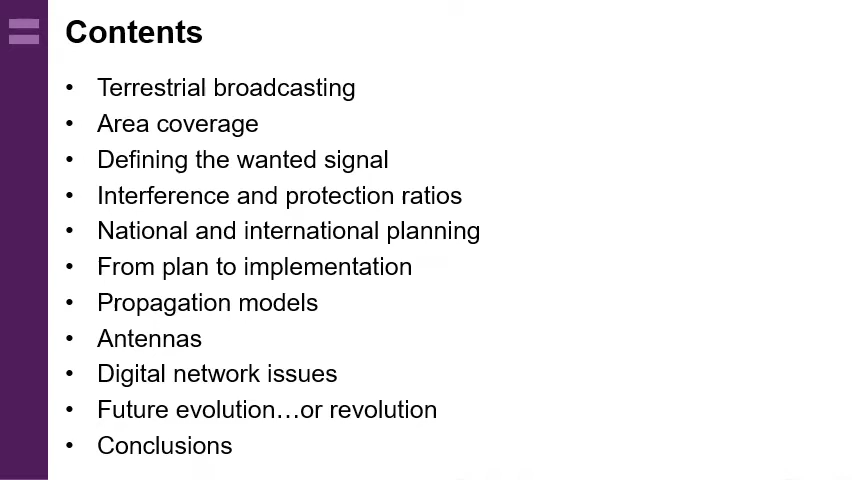 Contents
• Terrestrial broadcasting
• Area coverage
• Defining the wanted signal
• Interference and protection ratios
• National and international planning
• From plan to implementation
• Propagation models
• Antennas
• Digital network issues
• Future evolution…or revolution
• Conclusions